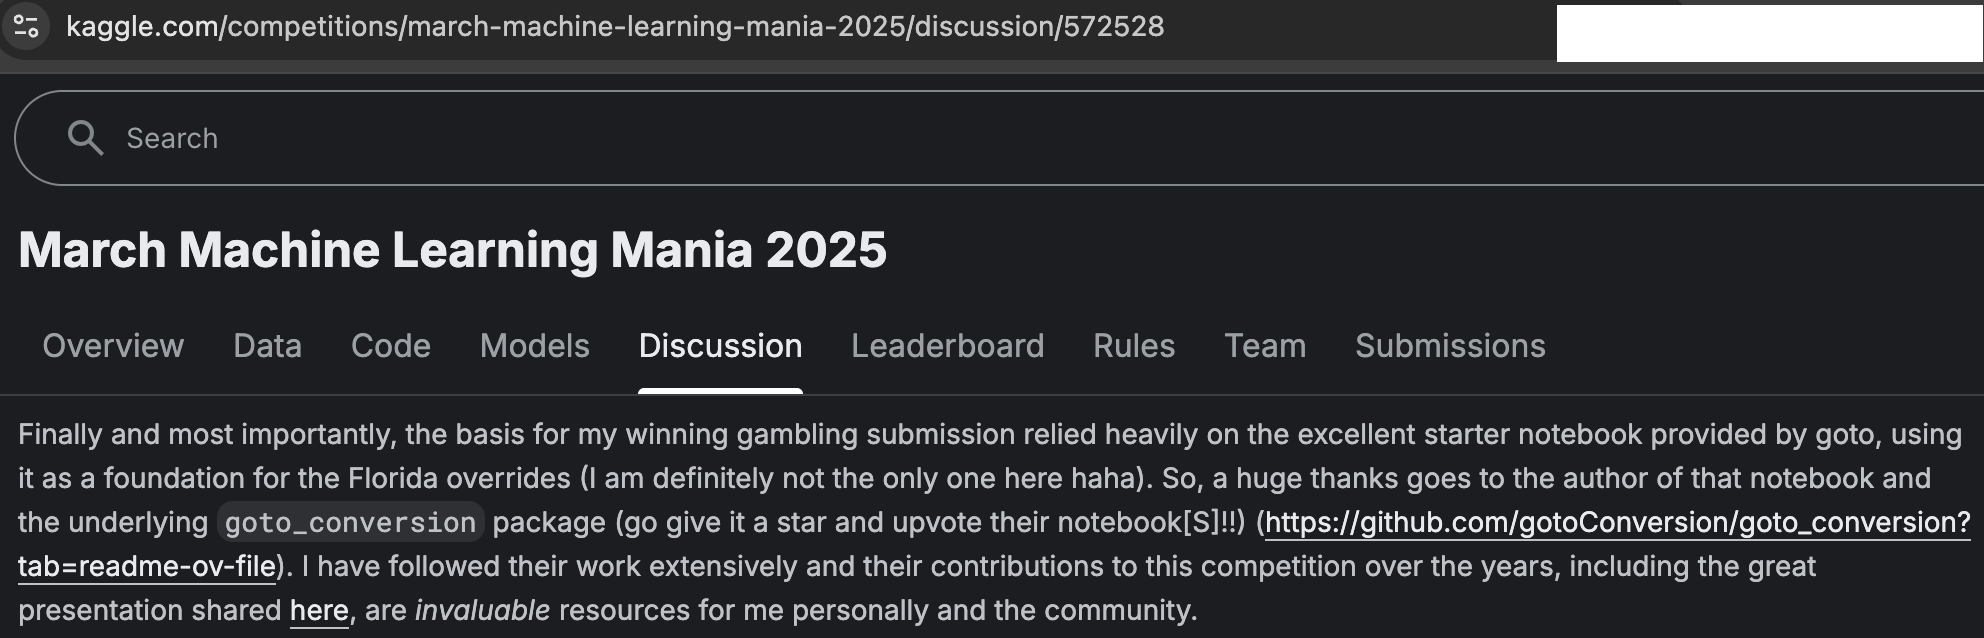 kaggle.com/competitions/march-machine-learning-mania-2025/discussion/572528
Search
March Machine Learning Mania 2025
Overview Data Code Models Discussion Leaderboard Rules Team Submissions
Finally and most importantly, the basis for my winning gambling submission relied heavily on the excellent starter notebook provided by goto, using
it as a foundation for the Florida overrides (I am definitely not the only one here haha). So, a huge thanks goes to the author of that notebook and
the underlying goto_conversion package (go give it a star and upvote their notebook[S]!!) (https://github.com/gotoConversion/goto_conversion?
tab=readme-ov-file). I have followed their work extensively and their contributions to this competition over the years, including the great
presentation shared here, are invaluable resources for me personally and the community.